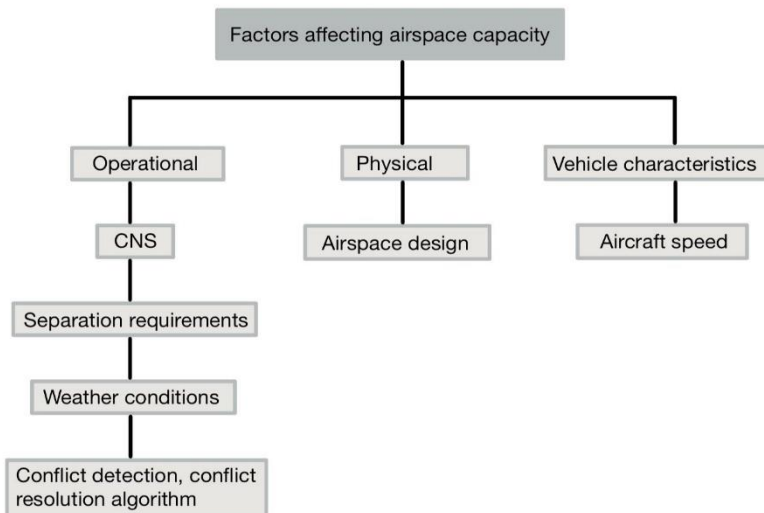 Factors affecting airspace capacity
Operational
Physical
Vehicle characteristics
CNS
Airspace design
Aircraft speed
Separation requirements
Weather conditions
Conflict detection, conflict
resolution algorithm